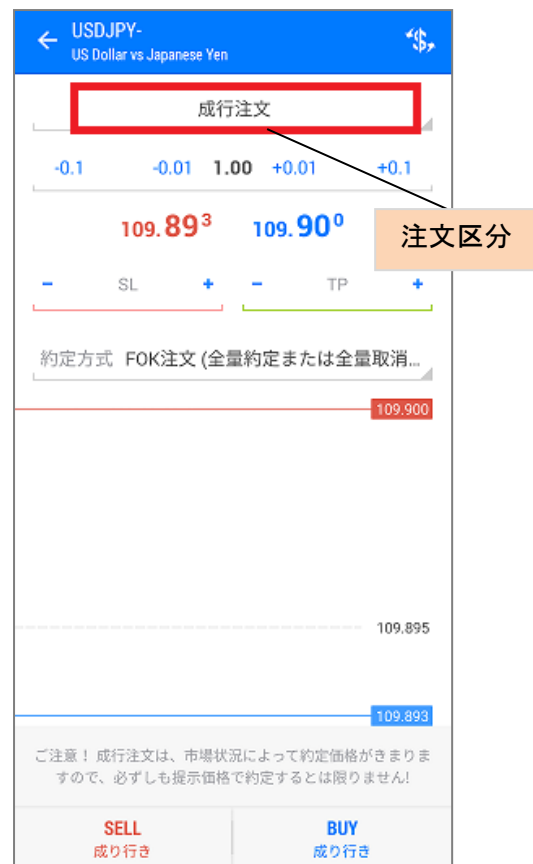 USDJPY-
US Dollar vs Japanese Yen
成行注文
-0.1 -0.01 1.00 +0.01 +0.1
109.893 109.900
注文区分
- SL + - TP +
約定方式 FOK注文 (全量約定または全量取消...
109.900
109.895
109.893
ご注意！ 成行注文は、市場状況によって約定価格がきまりま
すので、必ずしも提示価格で約定するとは限りません!
SELL BUY
成り行き 成り行き